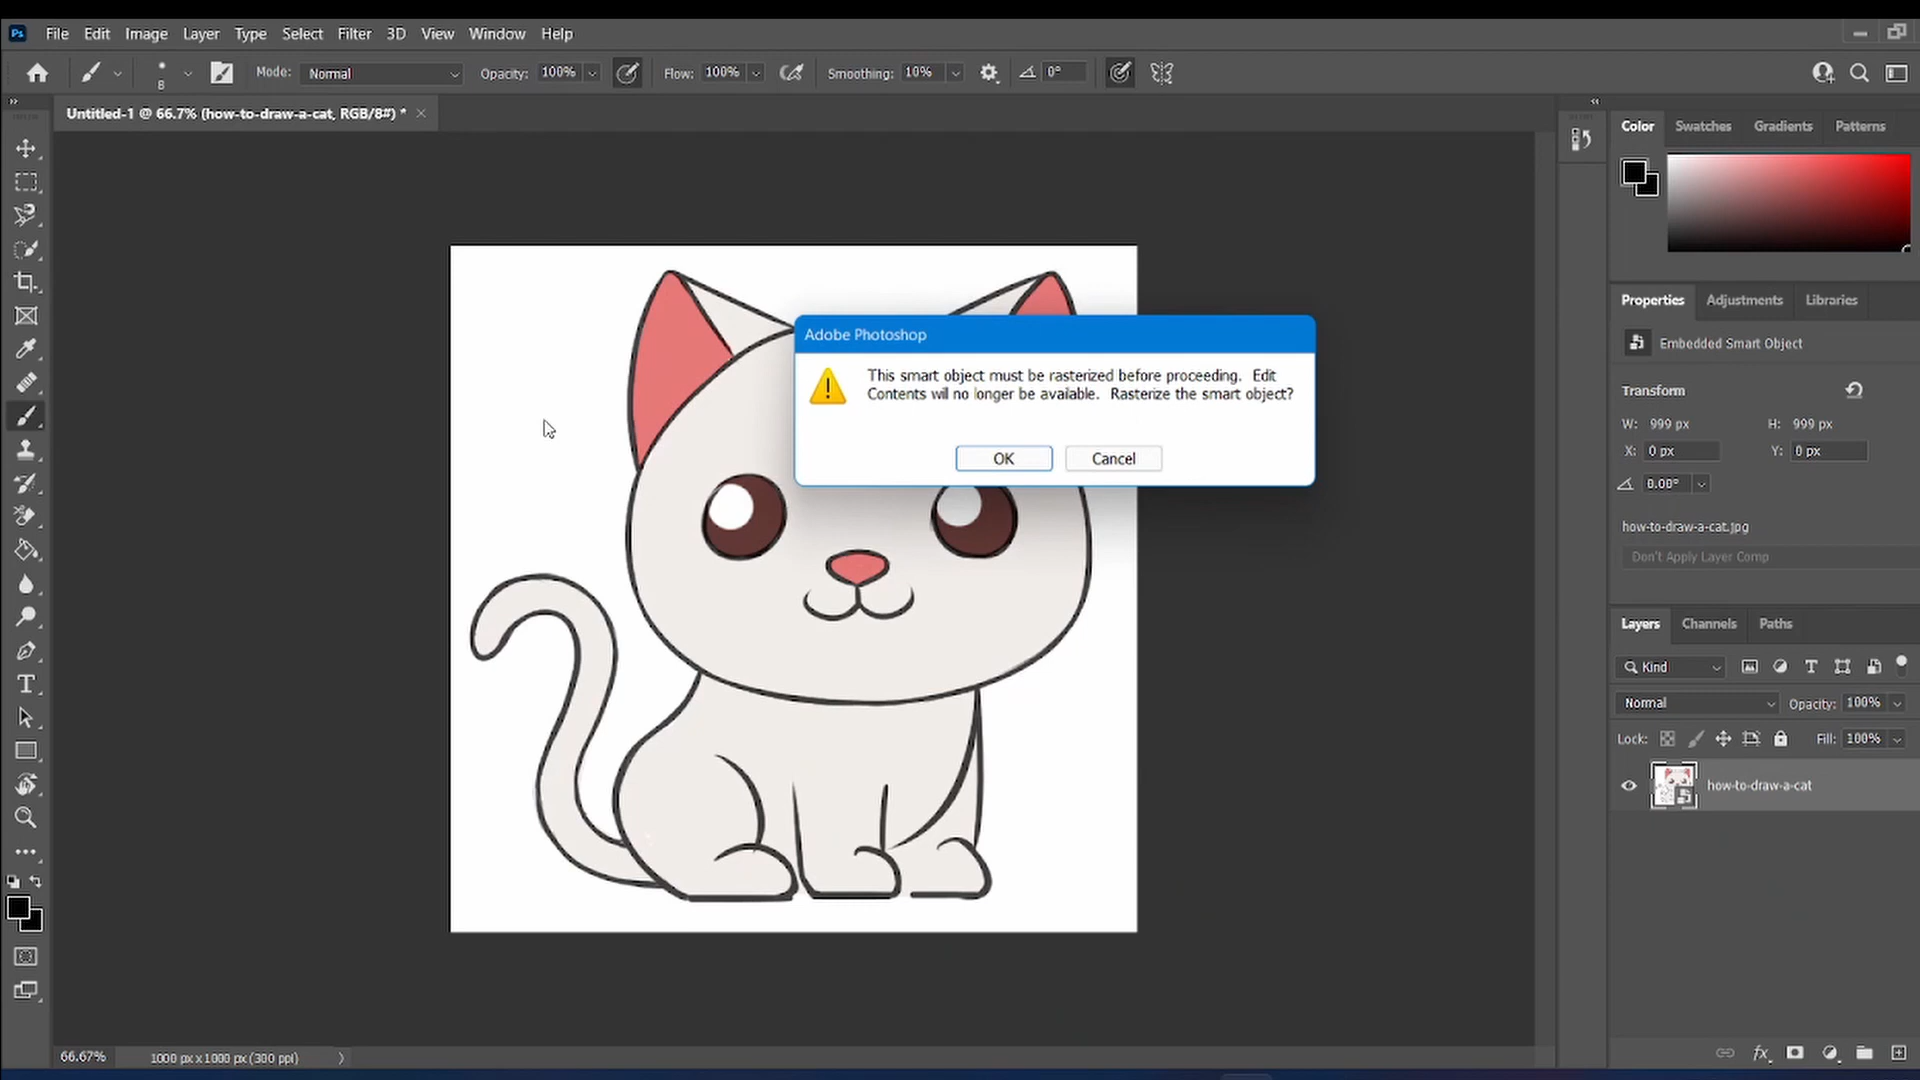 Ps File Edit Image Layer Type Select Filter 3D View Window Help
8 Mode: Normal Opacity: 100% Flow: 100% Smoothing: 10% 0°
Untitled-1 @ 66.7% (how-to-draw-a-cat, RGB/8#) * ×
Color Swatches Gradients Patterns
Properties Adjustments Libraries
Adobe Photoshop
This smart object must be rasterized before proceeding. Edit
Contents will no longer be available. Rasterize the smart object?
OK Cancel
Embedded Smart Object
Transform
W: 999 px H: 999 px
X: 0 px Y: 0 px
0.00°
how-to-draw-a-cat.jpg
Don't Apply Layer Comp
Layers Channels Paths
Kind
Normal Opacity: 100%
Lock: Fill: 100%
how-to-draw-a-cat
fx
66.67% 1000 px x 1000 px (300 ppi)